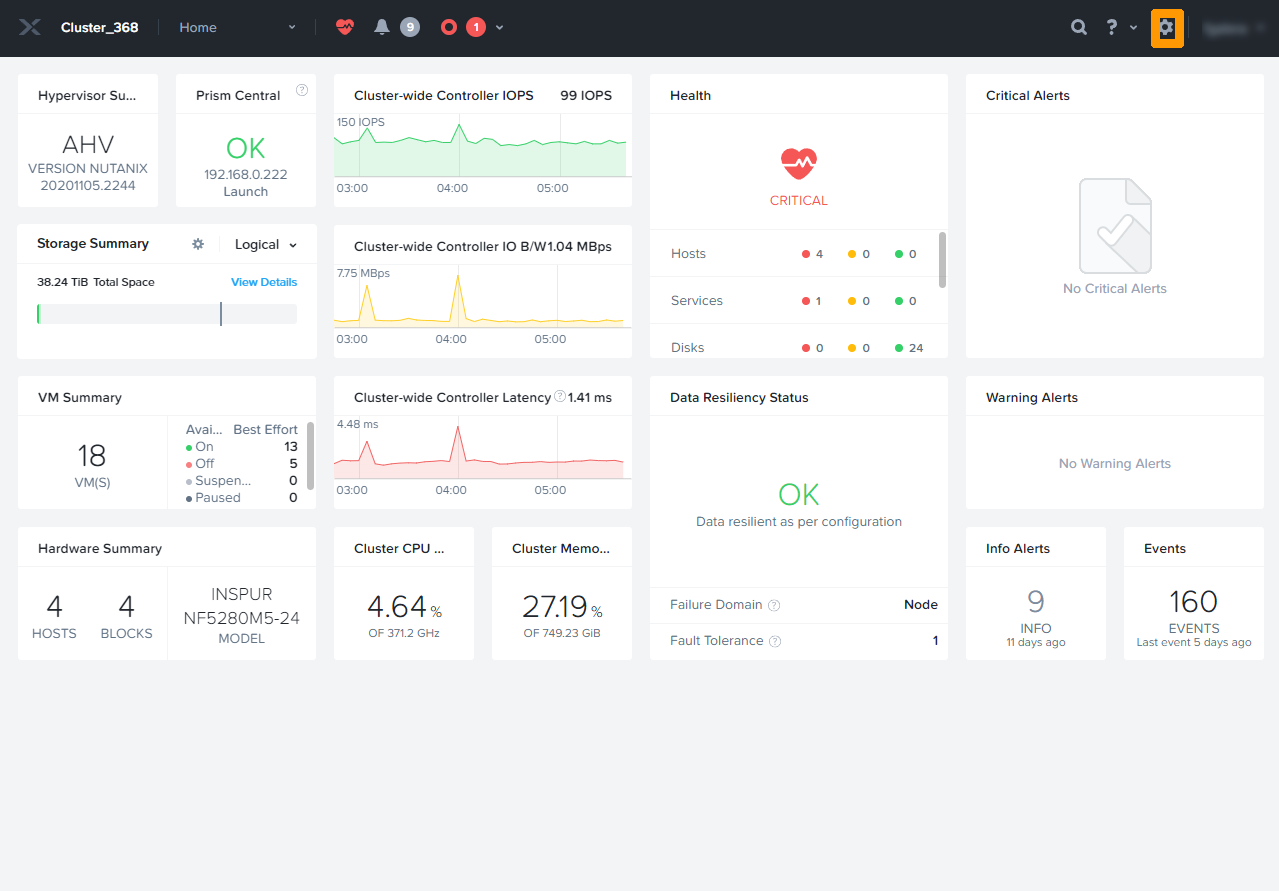 Cluster_368
Home
9
1
?
Hypervisor Su...
AHV
VERSION NUTANIX
20201105.2244
Prism Central
?
OK
192.168.0.222
Launch
Cluster-wide Controller IOPS 99 IOPS
150 IOPS
03:00 04:00 05:00
Health
CRITICAL
Hosts 4 0 0
Services 1 0 0
Disks 0 0 24
Critical Alerts
No Critical Alerts
Storage Summary Logical
38.24 TiB Total Space View Details
Cluster-wide Controller IO B/W1.04 MBps
7.75 MBps
03:00 04:00 05:00
VM Summary
18
VM(S)
Avai... Best Effort
On 13
Off 5
Suspen... 0
Paused 0
Cluster-wide Controller Latency ? 1.41 ms
4.48 ms
03:00 04:00 05:00
Data Resiliency Status
OK
Data resilient as per configuration
Failure Domain ? Node
Fault Tolerance ? 1
Warning Alerts
No Warning Alerts
Hardware Summary
4
HOSTS
4
BLOCKS
INSPUR
NF5280M5-24
MODEL
Cluster CPU ...
4.64 %
OF 371.2 GHz
Cluster Memo...
27.19 %
OF 749.23 GiB
Info Alerts
9
INFO
11 days ago
Events
160
EVENTS
Last event 5 days ago